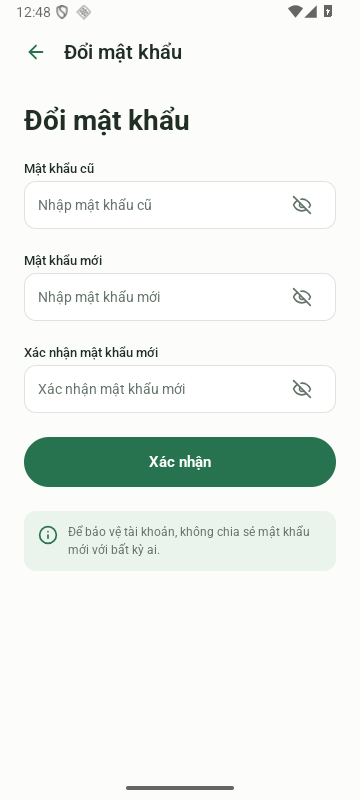 12:48
Đổi mật khẩu
Đổi mật khẩu
Mật khẩu cũ
Nhập mật khẩu cũ
Mật khẩu mới
Nhập mật khẩu mới
Xác nhận mật khẩu mới
Xác nhận mật khẩu mới
Xác nhận
Để bảo vệ tài khoản, không chia sẻ mật khẩu
mới với bất kỳ ai.